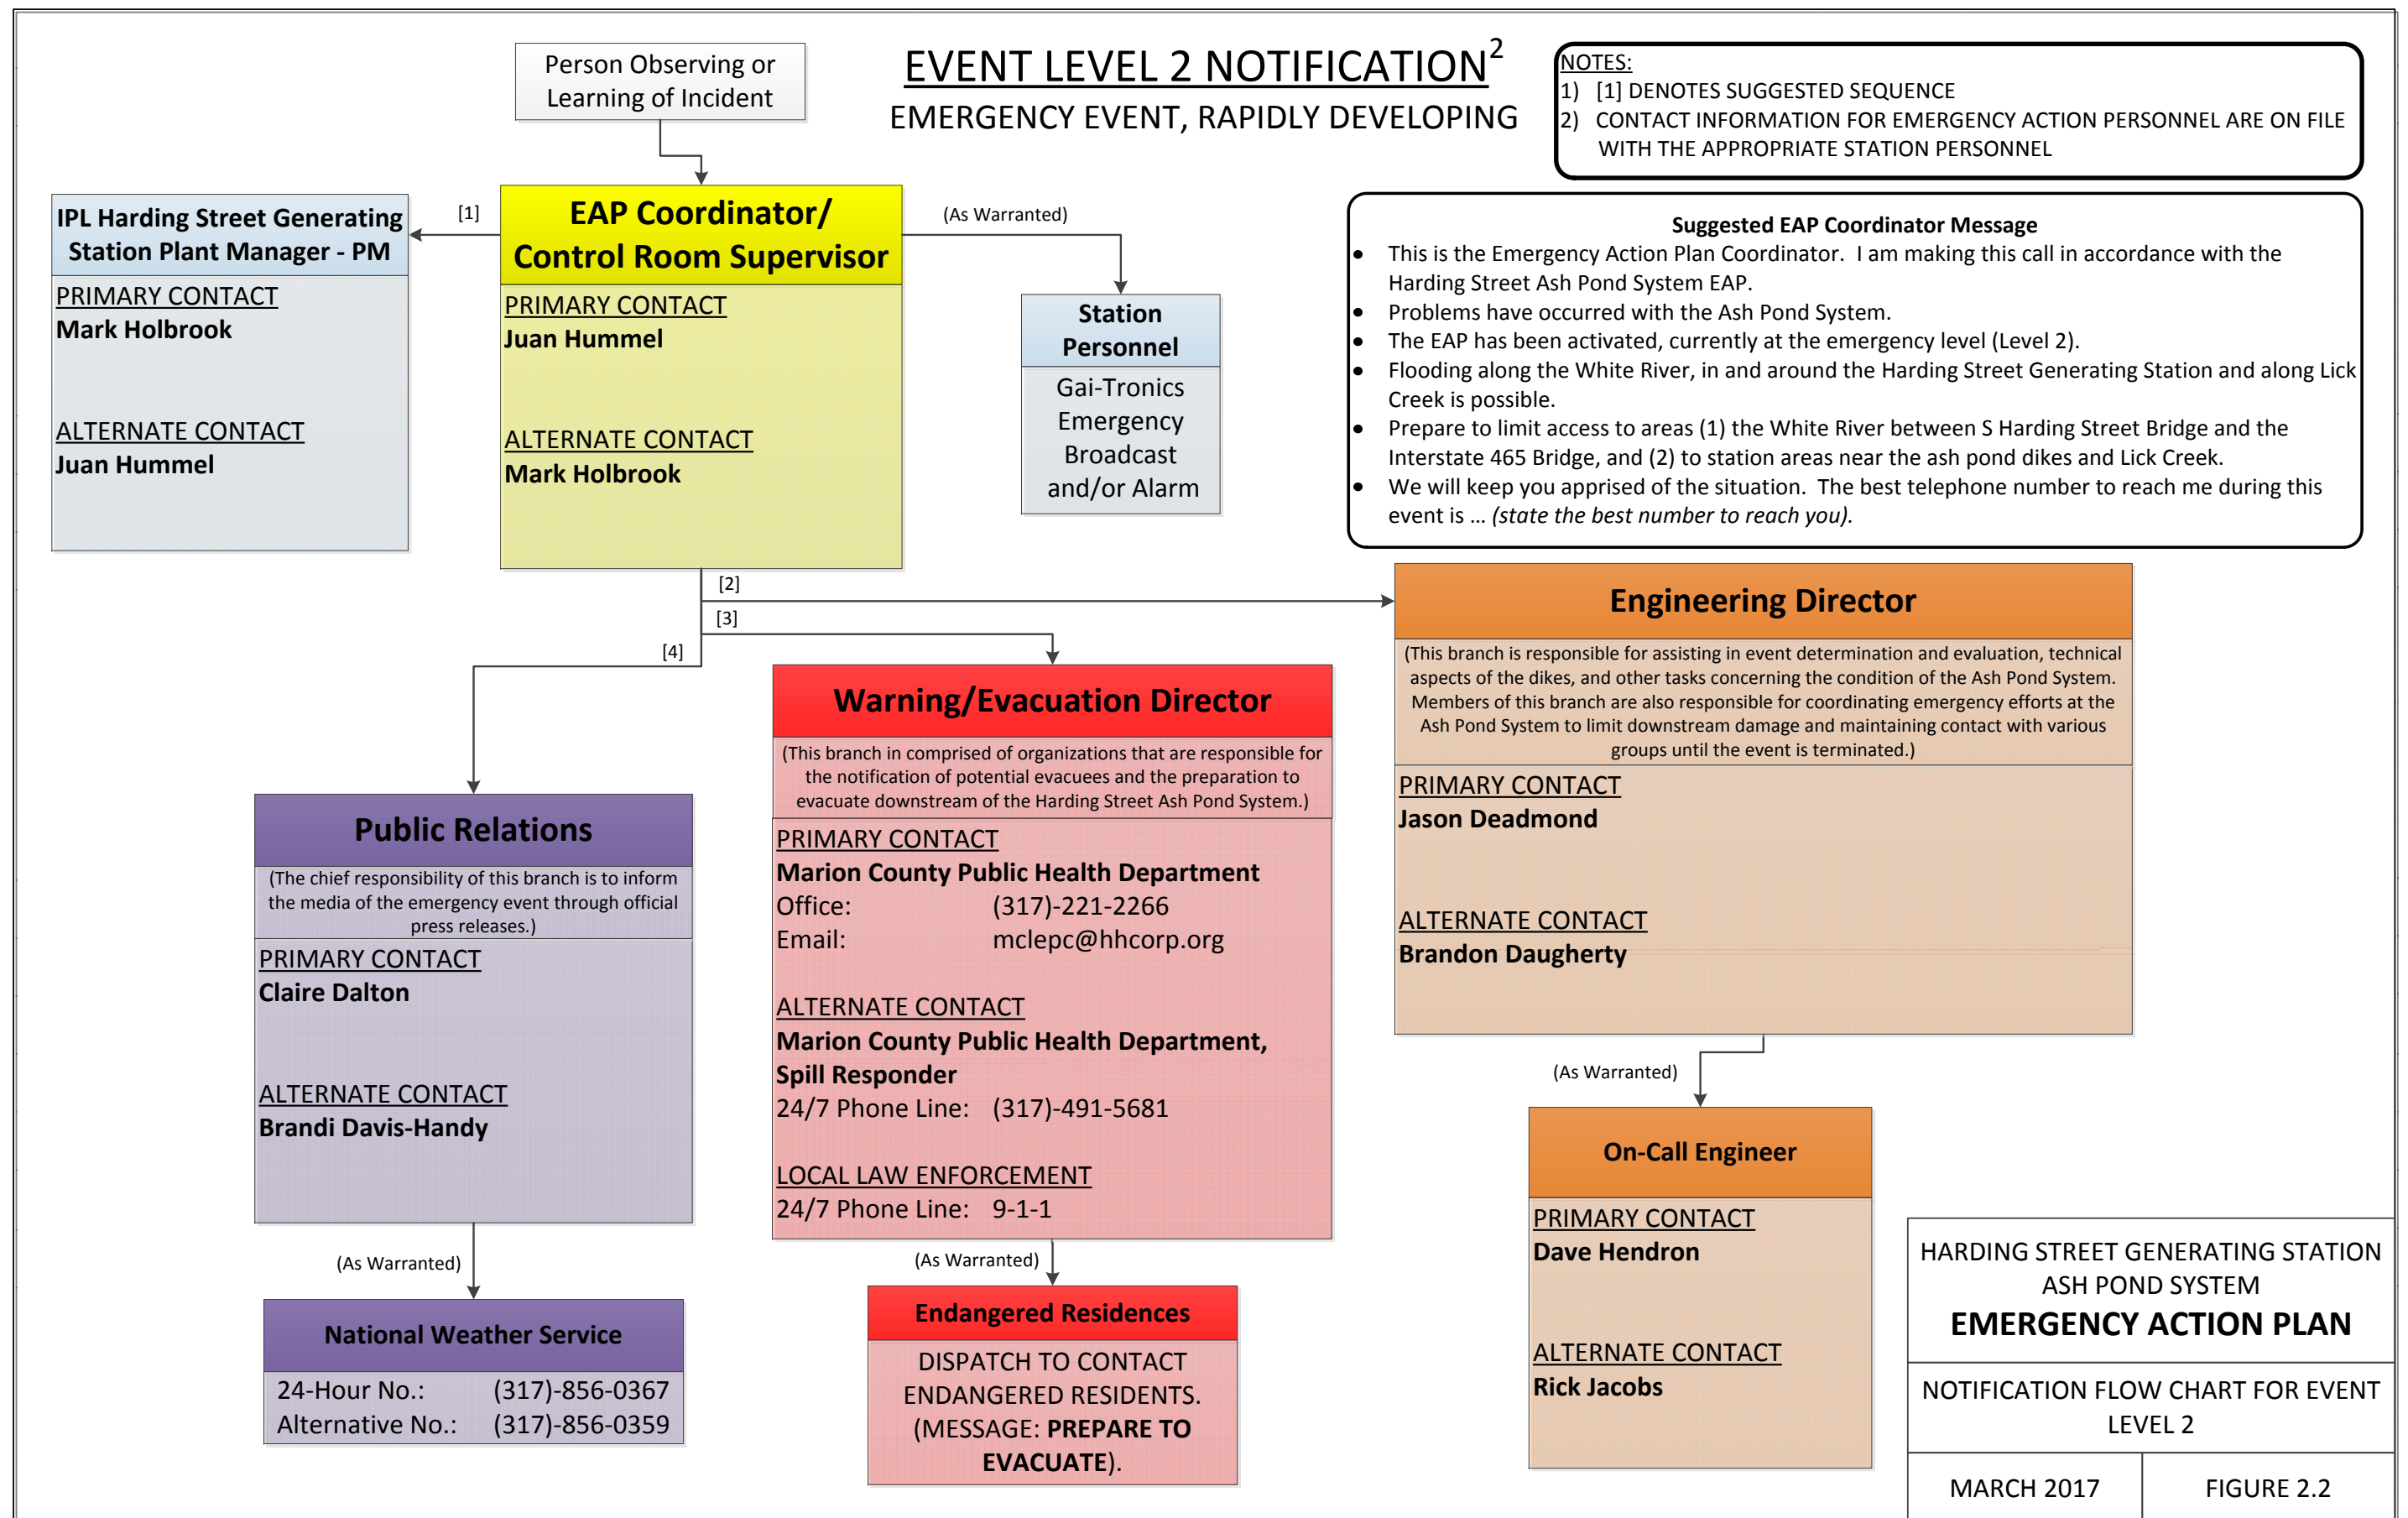 Person Observing or
Learning of Incident
EVENT LEVEL 2 NOTIFICATION2
EMERGENCY EVENT, RAPIDLY DEVELOPING
NOTES:
1) [1] DENOTES SUGGESTED SEQUENCE
2) CONTACT INFORMATION FOR EMERGENCY ACTION PERSONNEL ARE ON FILE
WITH THE APPROPRIATE STATION PERSONNEL
IPL Harding Street Generating
Station Plant Manager - PM
PRIMARY CONTACT
Mark Holbrook
ALTERNATE CONTACT
Juan Hummel
[1]
EAP Coordinator/
Control Room Supervisor
PRIMARY CONTACT
Juan Hummel
ALTERNATE CONTACT
Mark Holbrook
(As Warranted)
Station
Personnel
Gai-Tronics
Emergency
Broadcast
and/or Alarm
Suggested EAP Coordinator Message
● This is the Emergency Action Plan Coordinator. I am making this call in accordance with the
Harding Street Ash Pond System EAP.
● Problems have occurred with the Ash Pond System.
● The EAP has been activated, currently at the emergency level (Level 2).
● Flooding along the White River, in and around the Harding Street Generating Station and along Lick
Creek is possible.
● Prepare to limit access to areas (1) the White River between S Harding Street Bridge and the
Interstate 465 Bridge, and (2) to station areas near the ash pond dikes and Lick Creek.
● We will keep you apprised of the situation. The best telephone number to reach me during this
event is … (state the best number to reach you).
[2]
[3]
[4]
Engineering Director
(This branch is responsible for assisting in event determination and evaluation, technical
aspects of the dikes, and other tasks concerning the condition of the Ash Pond System.
Members of this branch are also responsible for coordinating emergency efforts at the
Ash Pond System to limit downstream damage and maintaining contact with various
groups until the event is terminated.)
PRIMARY CONTACT
Jason Deadmond
ALTERNATE CONTACT
Brandon Daugherty
Warning/Evacuation Director
(This branch in comprised of organizations that are responsible for
the notification of potential evacuees and the preparation to
evacuate downstream of the Harding Street Ash Pond System.)
PRIMARY CONTACT
Marion County Public Health Department
Office: (317)-221-2266
Email: mclepc@hhcorp.org
ALTERNATE CONTACT
Marion County Public Health Department,
Spill Responder
24/7 Phone Line: (317)-491-5681
LOCAL LAW ENFORCEMENT
24/7 Phone Line: 9-1-1
Public Relations
(The chief responsibility of this branch is to inform
the media of the emergency event through official
press releases.)
PRIMARY CONTACT
Claire Dalton
ALTERNATE CONTACT
Brandi Davis-Handy
(As Warranted)
National Weather Service
24-Hour No.: (317)-856-0367
Alternative No.: (317)-856-0359
(As Warranted)
Endangered Residences
DISPATCH TO CONTACT
ENDANGERED RESIDENTS.
(MESSAGE: PREPARE TO
EVACUATE).
(As Warranted)
On-Call Engineer
PRIMARY CONTACT
Dave Hendron
ALTERNATE CONTACT
Rick Jacobs
HARDING STREET GENERATING STATION
ASH POND SYSTEM
EMERGENCY ACTION PLAN
NOTIFICATION FLOW CHART FOR EVENT
LEVEL 2
MARCH 2017
FIGURE 2.2